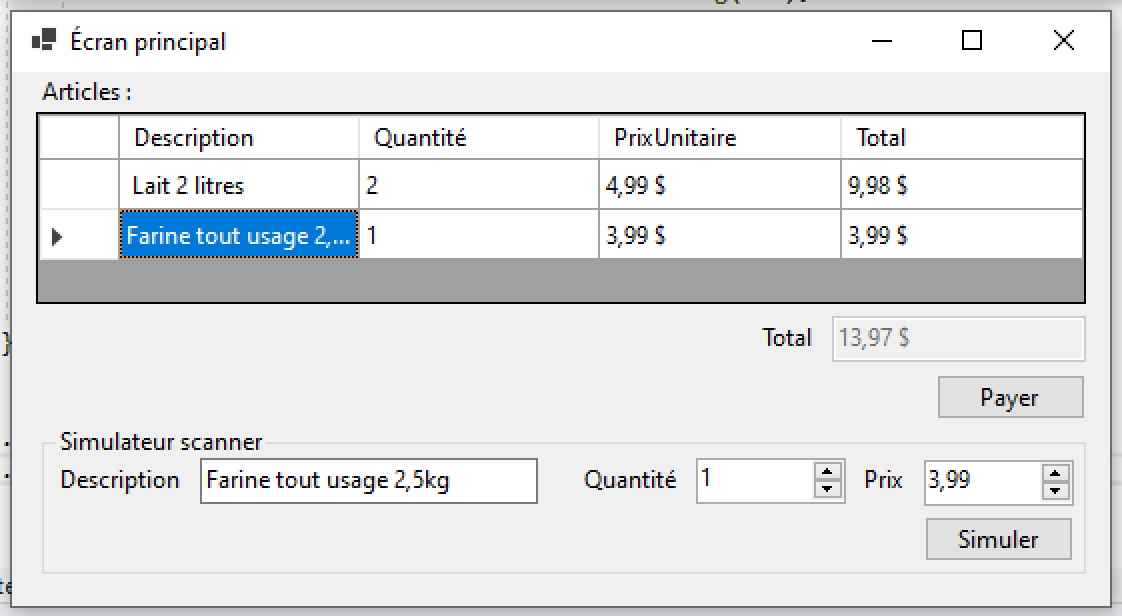 Écran principal
Articles :
Description Quantité PrixUnitaire Total
Lait 2 litres 2 4,99 $ 9,98 $
Farine tout usage 2,... 1 3,99 $ 3,99 $
Total 13,97 $
Payer
Simulateur scanner
Description Farine tout usage 2,5kg Quantité 1 Prix 3,99
Simuler